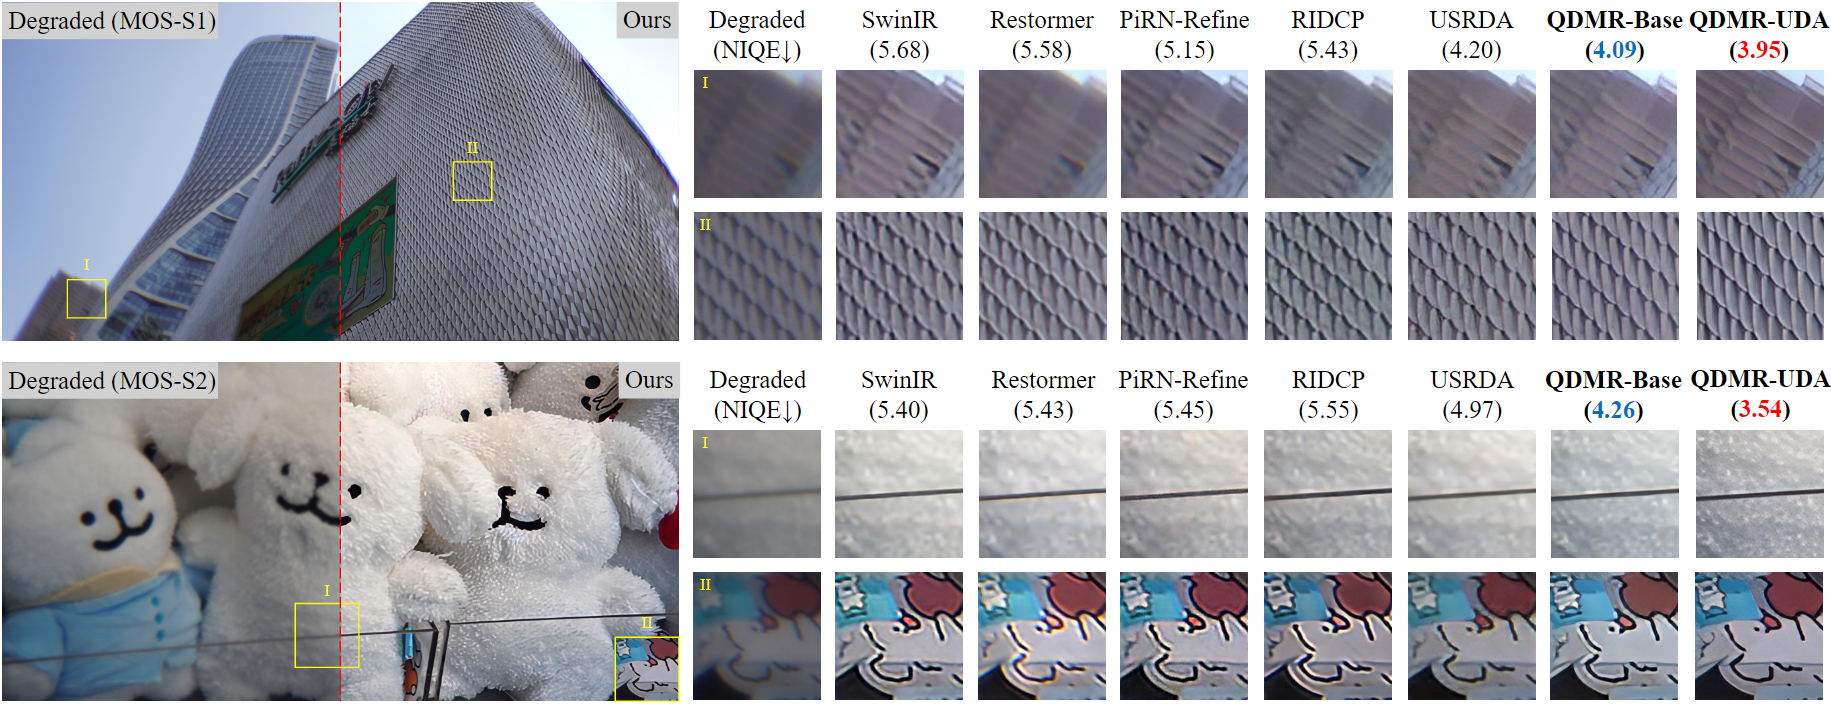 Degraded (MOS-S1)
Ours
Degraded SwinIR Restormer PiRN-Refine RIDCP USRDA QDMR-Base QDMR-UDA
(NIQE↓) (5.68) (5.58) (5.15) (5.43) (4.20) (4.09) (3.95)
I
II
I
II
Degraded (MOS-S2)
Ours
Degraded SwinIR Restormer PiRN-Refine RIDCP USRDA QDMR-Base QDMR-UDA
(NIQE↓) (5.40) (5.43) (5.45) (5.55) (4.97) (4.26) (3.54)
I
II
I
II